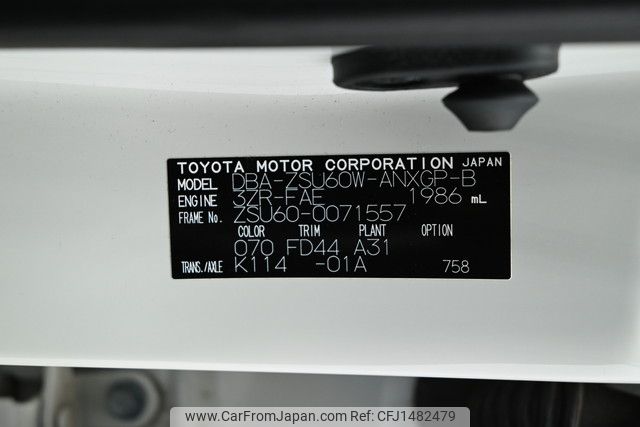 TOYOTA MOTOR CORPORATION JAPAN
MODEL DBA-ZSU60W-ANXGP-B
ENGINE 3ZR-FAE 1986 mL
FRAME No. ZSU60-0071557
COLOR TRIM PLANT OPTION
070 FD44 A31
TRANS./AXLE K114 -01A 758
www.CarFromJapan.com Ref.No: CFJ1482479